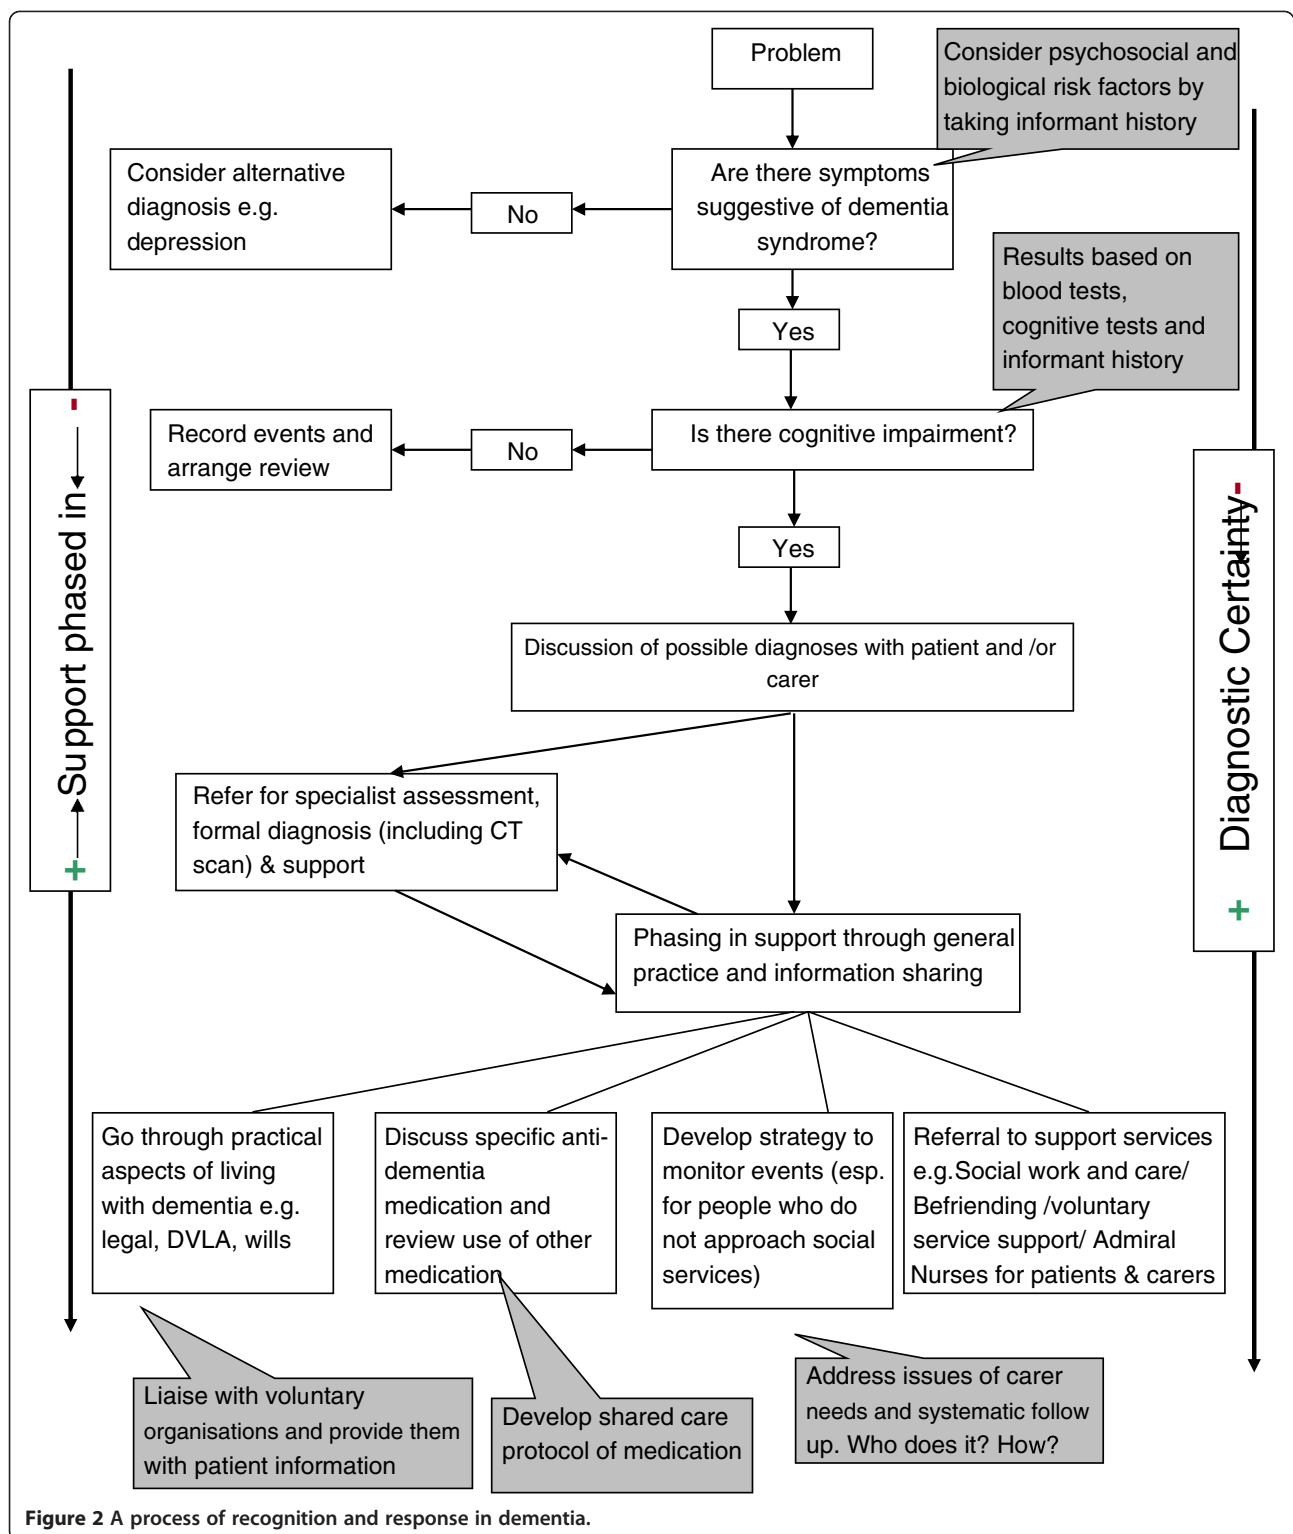 Problem
Consider psychosocial and
biological risk factors by
taking informant history
Consider alternative
diagnosis e.g.
depression
No
Are there symptoms
suggestive of dementia
syndrome?
Results based on
blood tests,
cognitive tests and
informant history
Yes
Record events and
arrange review
No
Is there cognitive impairment?
Yes
- Support phased in +
Diagnostic Certainty - +
Discussion of possible diagnoses with patient and /or
carer
Refer for specialist assessment,
formal diagnosis (including CT
scan) & support
Phasing in support through general
practice and information sharing
Go through practical
aspects of living
with dementia e.g.
legal, DVLA, wills
Discuss specific anti-
dementia
medication and
review use of other
medication
Develop strategy to
monitor events (esp.
for people who do
not approach social
services)
Referral to support services
e.g.Social work and care/
Befriending /voluntary
service support/ Admiral
Nurses for patients & carers
Liaise with voluntary
organisations and provide them
with patient information
Develop shared care
protocol of medication
Address issues of carer
needs and systematic follow
up. Who does it? How?
Figure 2 A process of recognition and response in dementia.